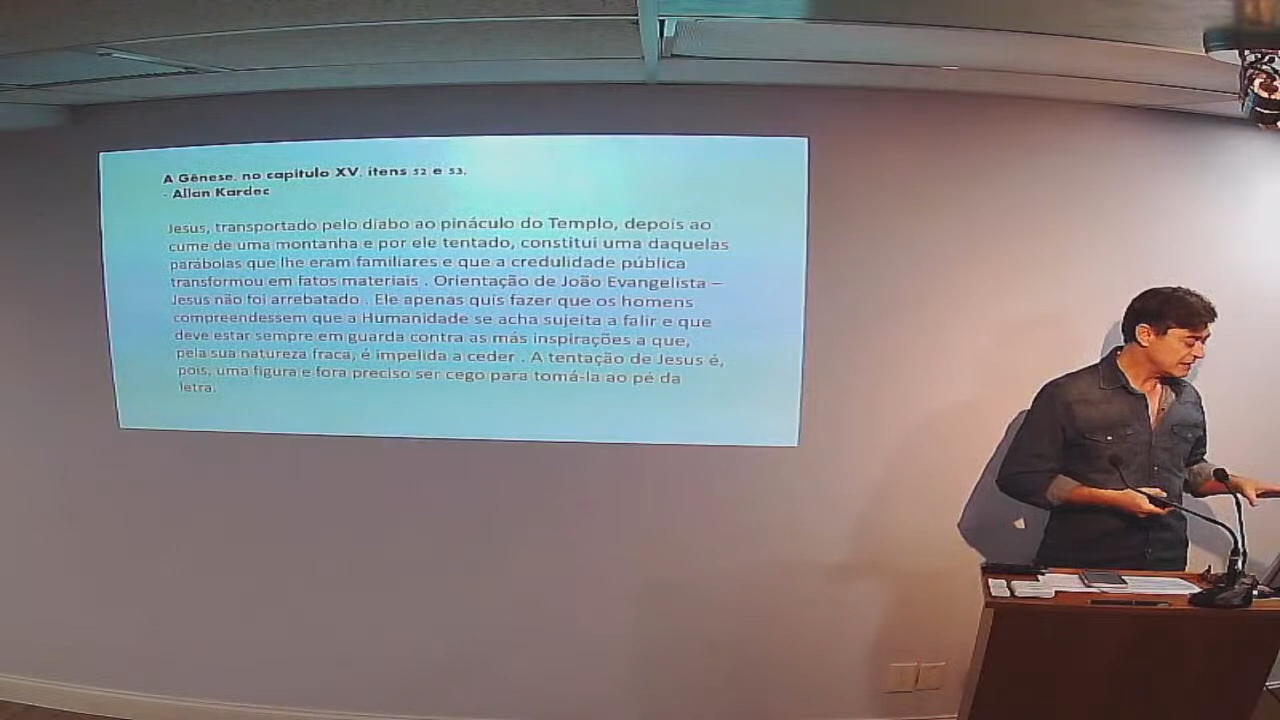 A Gênese, no capítulo XV, itens 52 e 53.
- Allan Kardec
Jesus, transportado pelo diabo ao pináculo do Templo, depois ao
cume de uma montanha e por ele tentado, constitui uma daquelas
parábolas que lhe eram familiares e que a credulidade pública
transformou em fatos materiais . Orientação de João Evangelista –
Jesus não foi arrebatado . Ele apenas quis fazer que os homens
compreendessem que a Humanidade se acha sujeita a falir e que
deve estar sempre em guarda contra as más inspirações a que,
pela sua natureza fraca, é impelida a ceder . A tentação de Jesus é,
pois, uma figura e fora preciso ser cego para tomá-la ao pé da
letra.